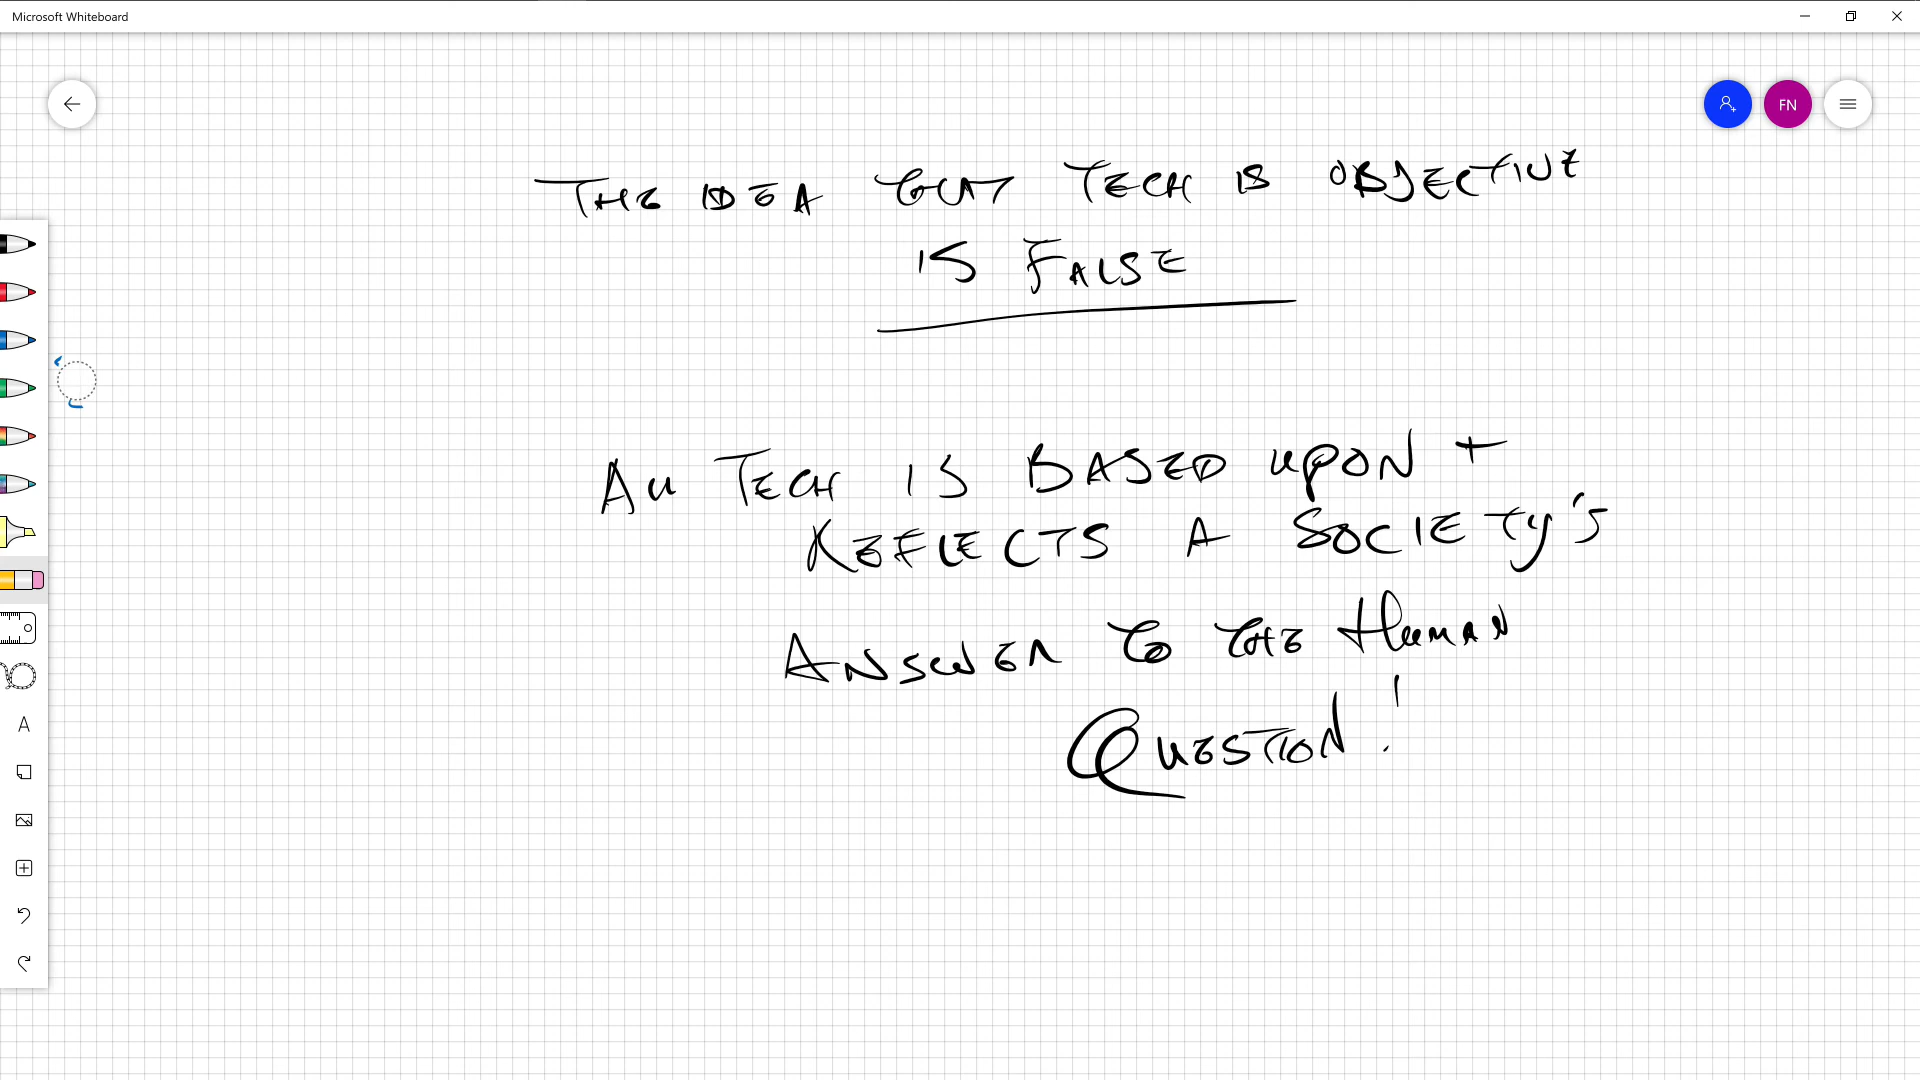 Microsoft Whiteboard
FN
THE IDEA THAT TECH IS OBJECTIVE
IS FALSE
All TECH IS BASED UPON +
REFLECTS A SOCIETY'S
ANSWER TO THE HUMAN
QUESTION!
A